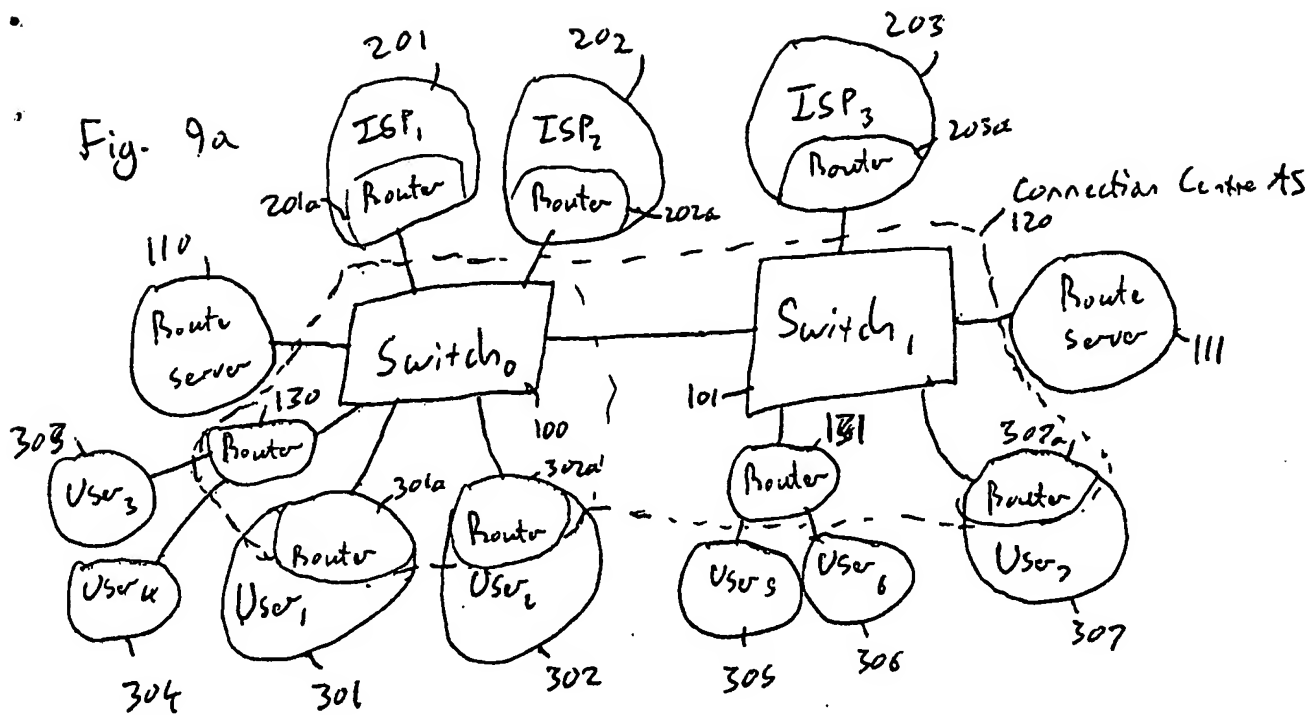 Fig. 9a
201
202
203
ISP1
Router
201a
ISP2
Router
202a
ISP3
Router
203a
Connection Centre AS
120
110
Route
server
Switch0
100
Switch1
101
Route
server
111
130
Router
303
User3
User4
304
301a
Router
User1
301
302a
Router
User2
302
131
Router
User5
305
User6
306
307a
Router
User7
307